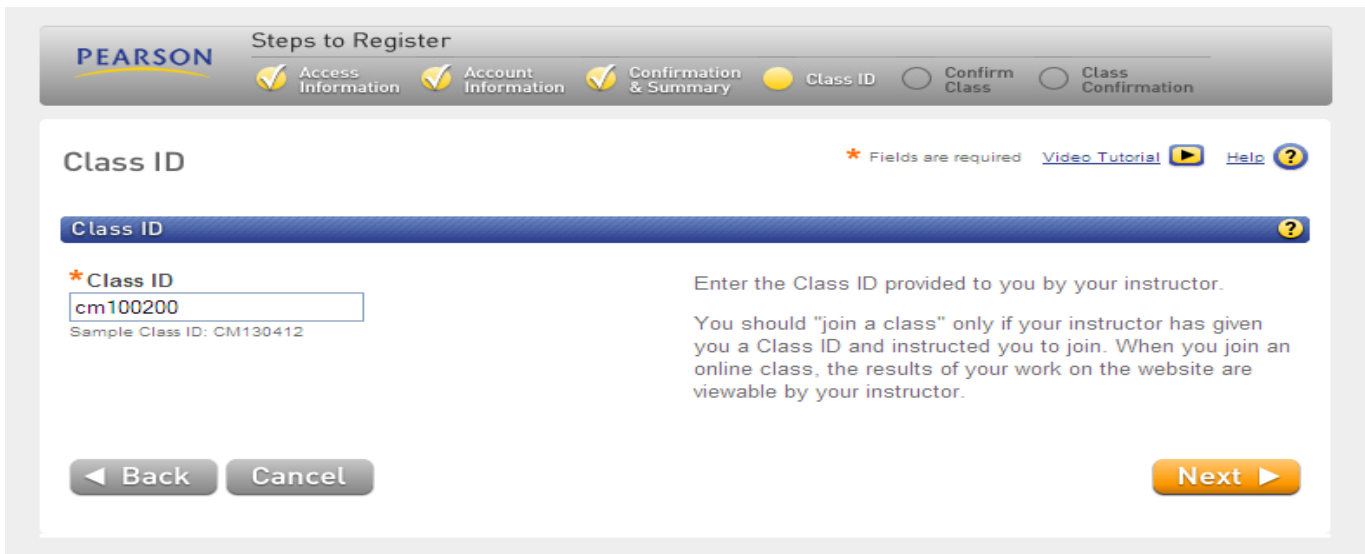 PEARSON
Steps to Register
Access Information
Account Information
Confirmation & Summary
Class ID
Confirm Class
Class Confirmation
Class ID
* Fields are required Video Tutorial Help ?
Class ID ?
*Class ID
cm100200
Sample Class ID: CM130412
Enter the Class ID provided to you by your instructor.
You should "join a class" only if your instructor has given
you a Class ID and instructed you to join. When you join an
online class, the results of your work on the website are
viewable by your instructor.
Back Cancel Next